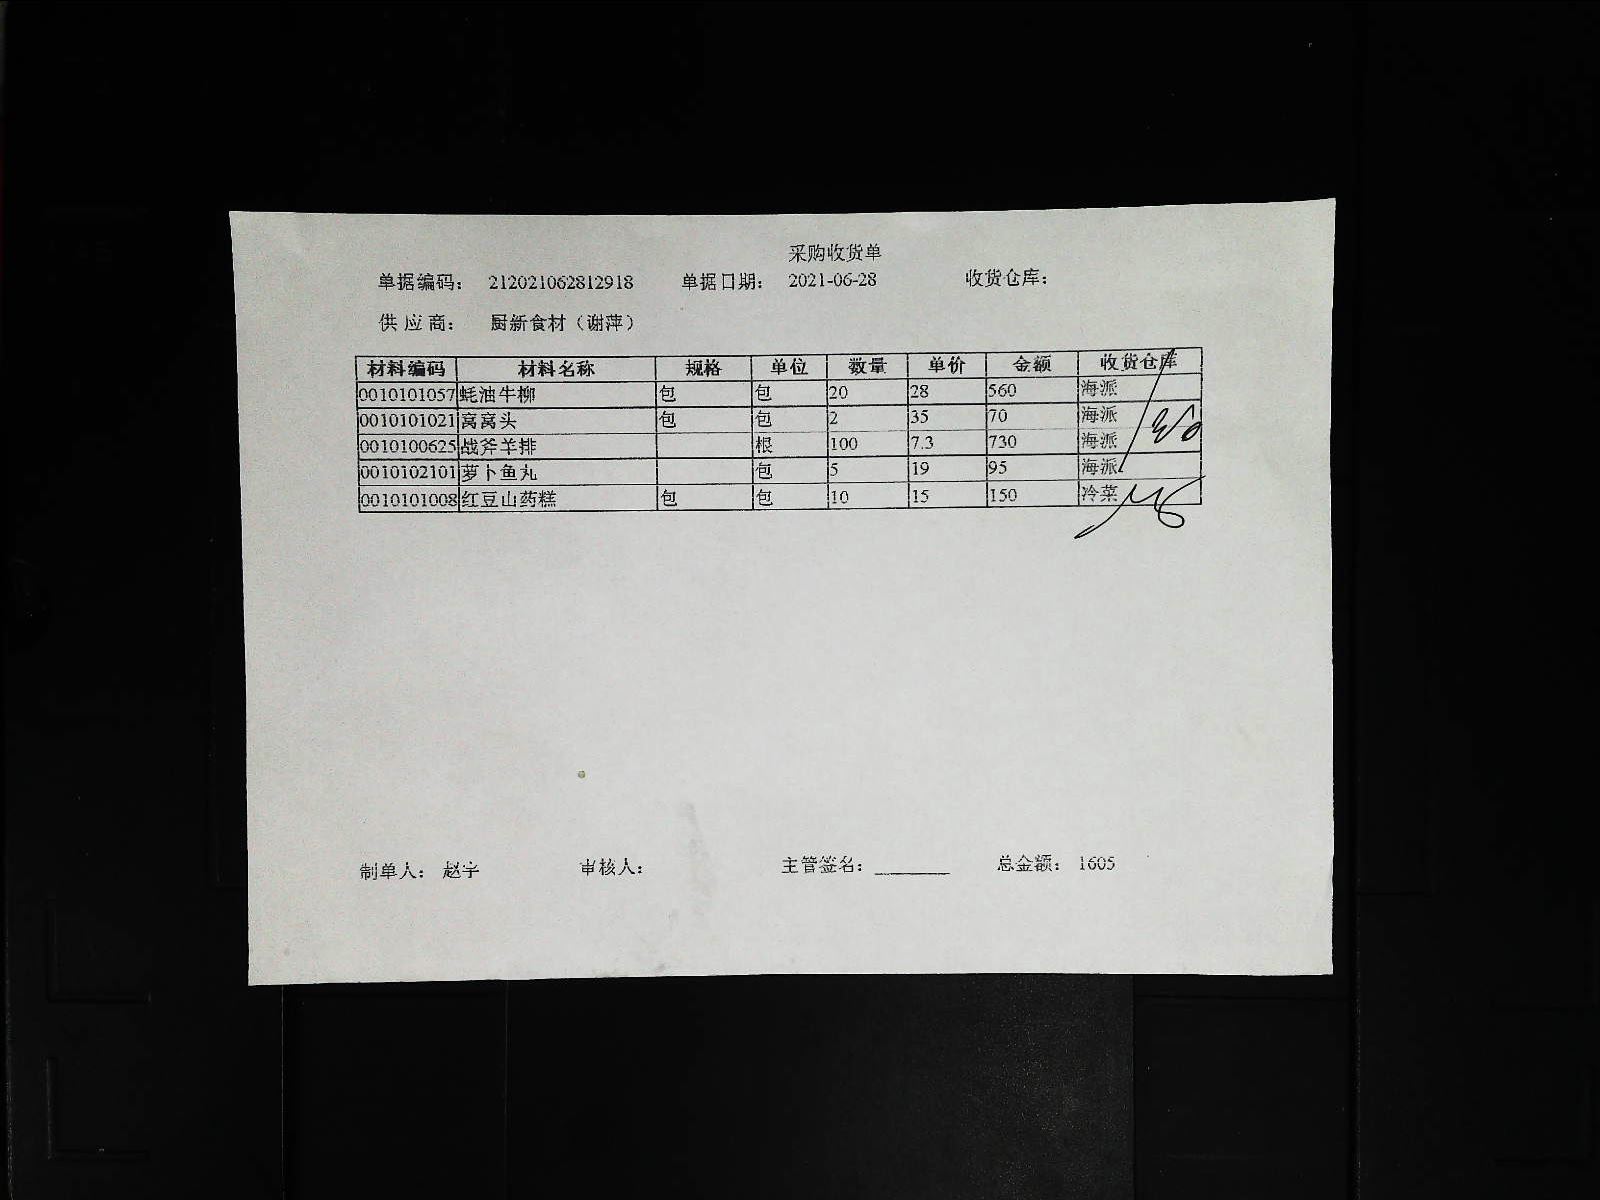 采购收货单
单据编码： 212021062812918 单据日期： 2021-06-28 收货仓库：
供应商： 厨新食材（谢萍）
材料编码 材料名称 规格 单位 数量 单价 金额 收货仓库
0010101057 蚝油牛柳 包 包 20 28 560 海派
0010101021 窝窝头 包 包 2 35 70 海派
0010100625 战斧羊排 根 100 7.3 730 海派
0010102101 萝卜鱼丸 包 5 19 95 海派
0010101008 红豆山药糕 包 包 10 15 150 冷菜
制单人： 赵宇 审核人： 主管签名： 总金额： 1605